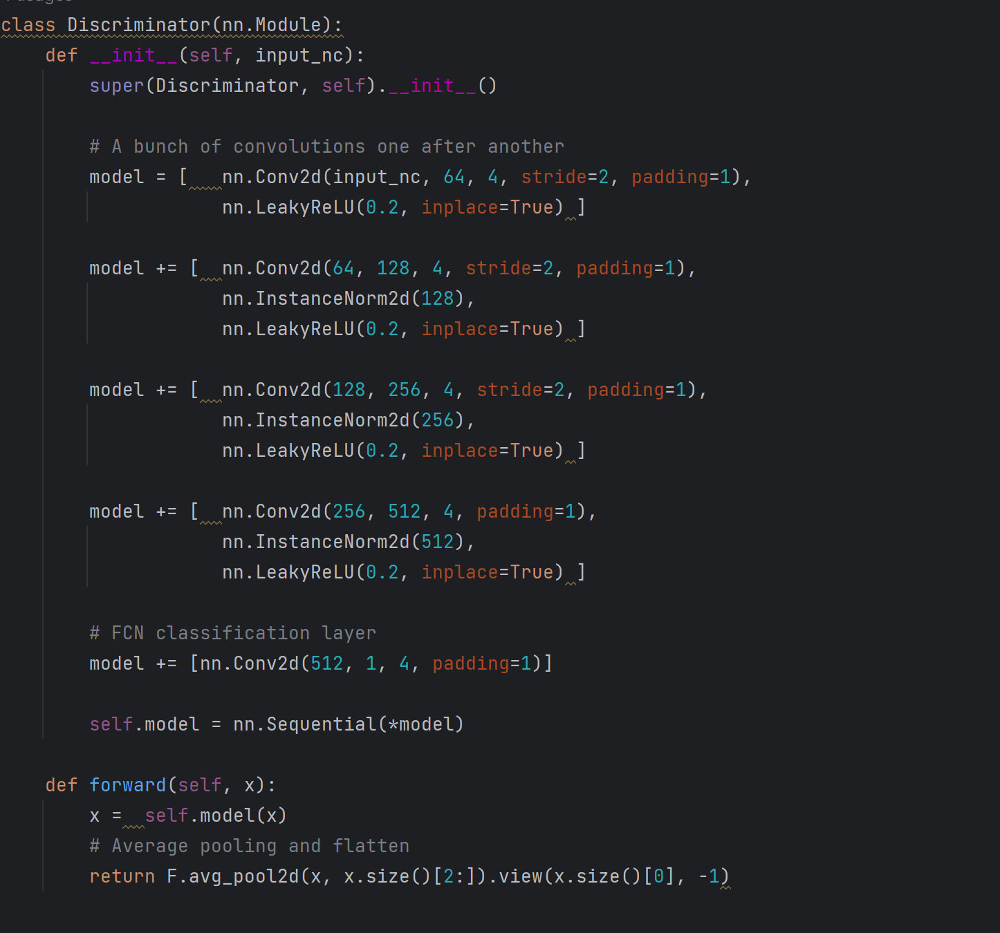 class Discriminator(nn.Module):
    def __init__(self, input_nc):
        super(Discriminator, self).__init__()

        # A bunch of convolutions one after another
        model = [   nn.Conv2d(input_nc, 64, 4, stride=2, padding=1),
                    nn.LeakyReLU(0.2, inplace=True) ]

        model += [  nn.Conv2d(64, 128, 4, stride=2, padding=1),
                    nn.InstanceNorm2d(128),
                    nn.LeakyReLU(0.2, inplace=True) ]

        model += [  nn.Conv2d(128, 256, 4, stride=2, padding=1),
                    nn.InstanceNorm2d(256),
                    nn.LeakyReLU(0.2, inplace=True) ]

        model += [  nn.Conv2d(256, 512, 4, padding=1),
                    nn.InstanceNorm2d(512),
                    nn.LeakyReLU(0.2, inplace=True) ]

        # FCN classification layer
        model += [nn.Conv2d(512, 1, 4, padding=1)]

        self.model = nn.Sequential(*model)

    def forward(self, x):
        x =  self.model(x)
        # Average pooling and flatten
        return F.avg_pool2d(x, x.size()[2:]).view(x.size()[0], -1)